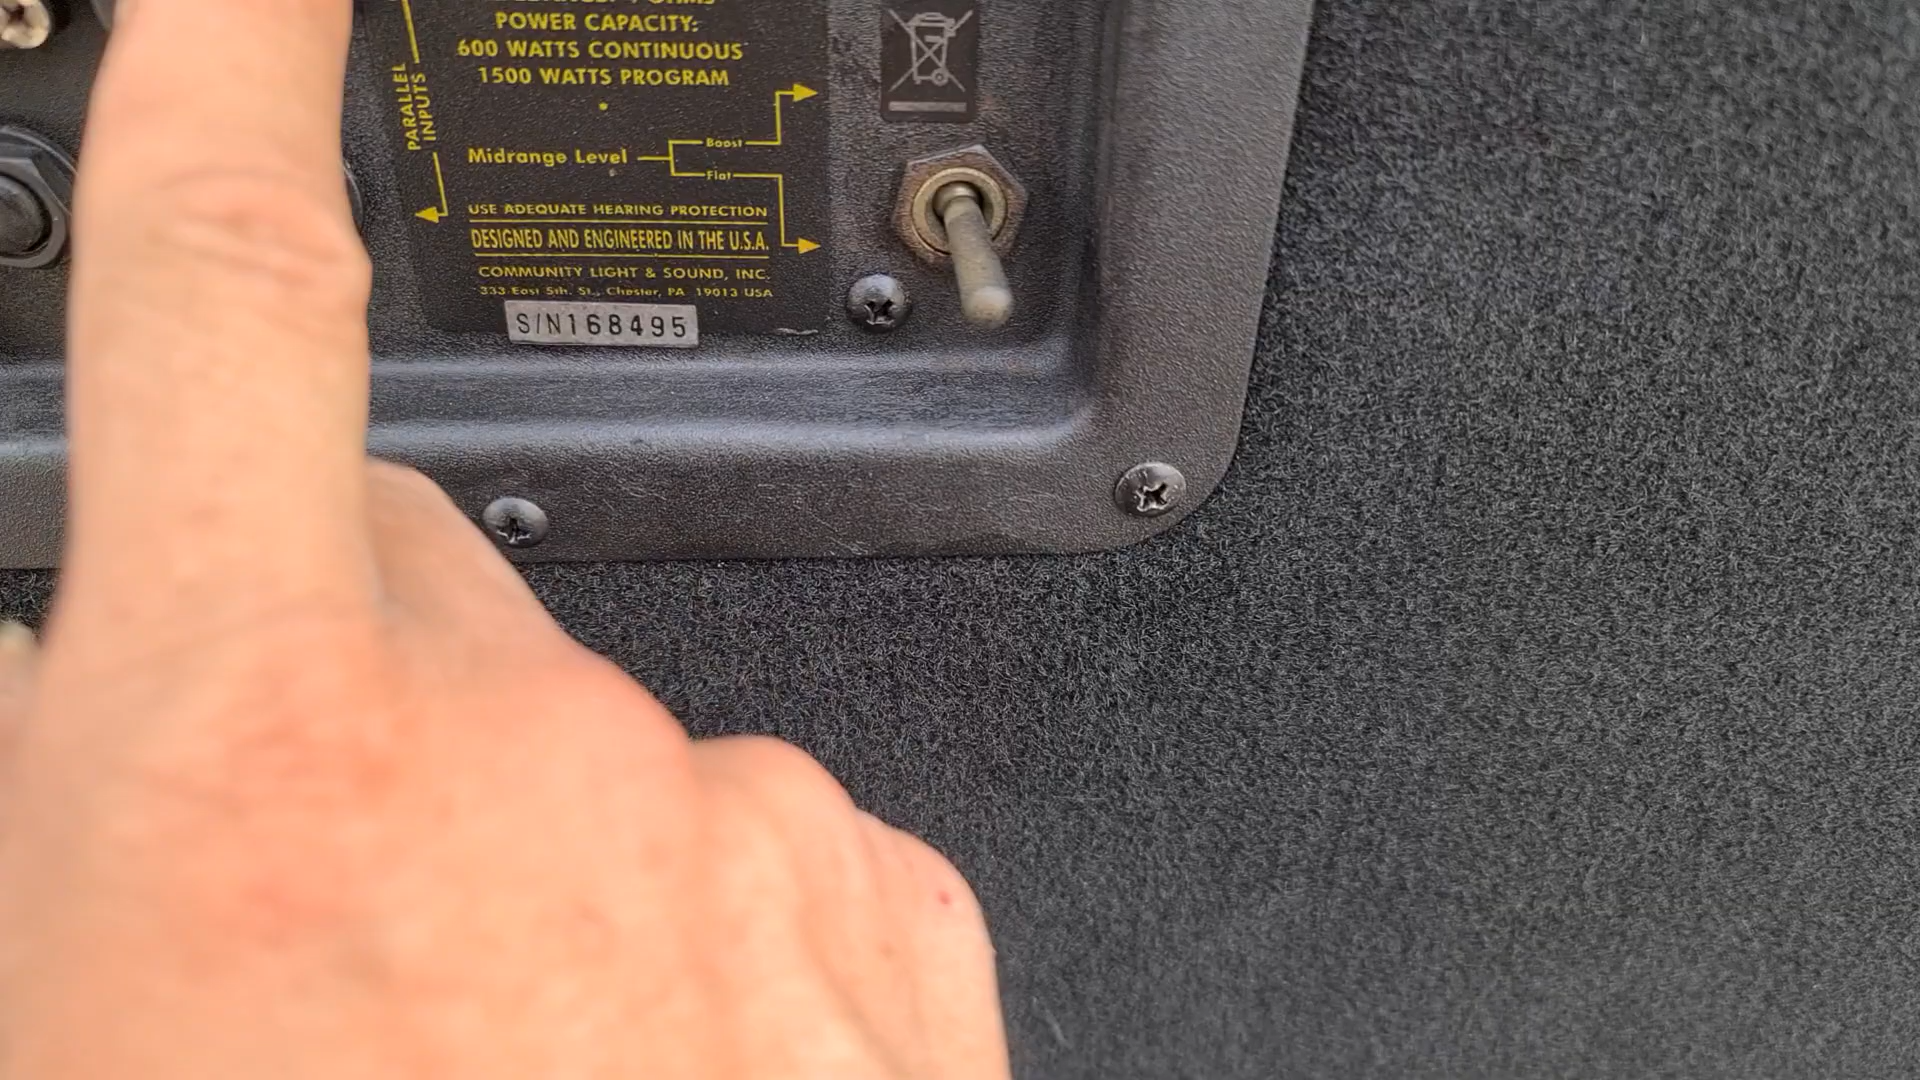 POWER CAPACITY:
600 WATTS CONTINUOUS
1500 WATTS PROGRAM
PARALLEL
INPUTS
Boost
Midrange Level
Flat
USE ADEQUATE HEARING PROTECTION
DESIGNED AND ENGINEERED IN THE U.S.A.
COMMUNITY LIGHT & SOUND, INC.
333 East 5th. St., Chester, PA 19013 USA
S/N168495